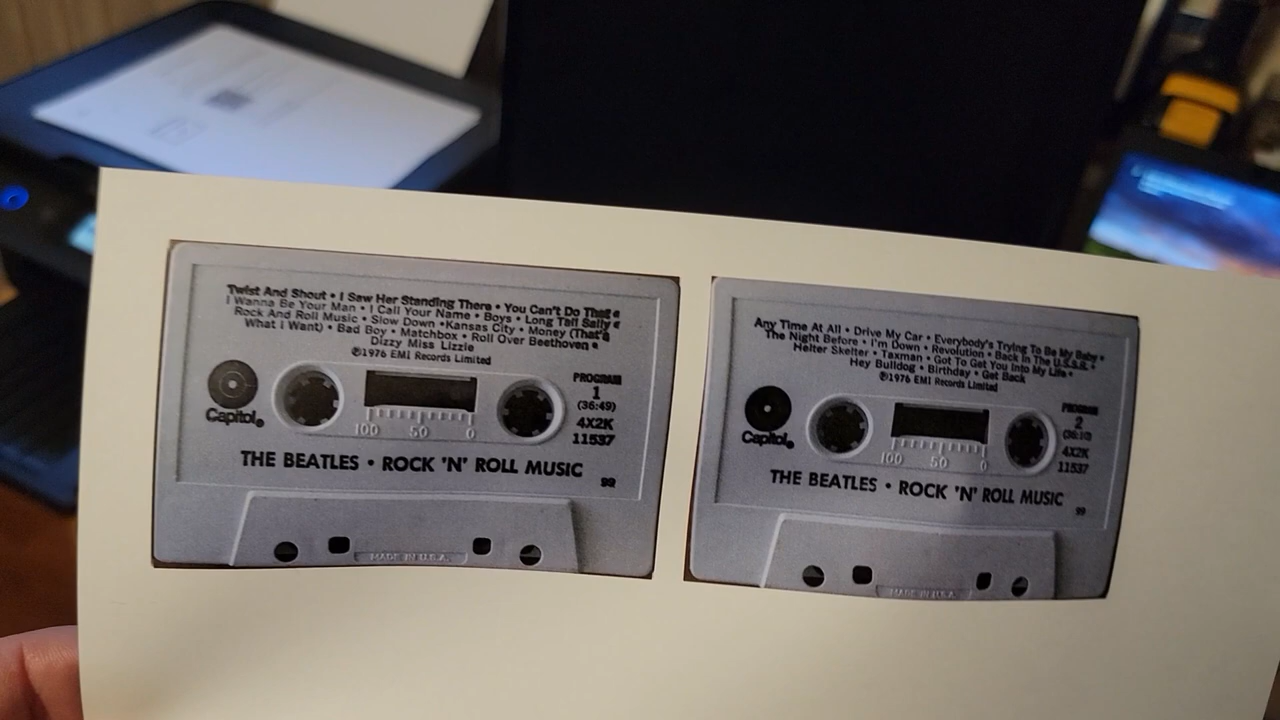 Twist And Shout • I Saw Her Standing There • You Can't Do That •
I Wanna Be Your Man • I Call Your Name • Boys • Long Tall Sally •
Rock And Roll Music • Slow Down •Kansas City • Money (That's
What I Want) • Bad Boy • Matchbox • Roll Over Beethoven •
Dizzy Miss Lizzie
℗1976 EMI Records Limited
Capitol®
100 50 0
PROGRAM
1
(36:49)
4X2K
11537
THE BEATLES • ROCK 'N' ROLL MUSIC
99
MADE IN U.S.A.
Any Time At All • Drive My Car • Everybody's Trying To Be My Baby •
The Night Before • I'm Down • Revolution • Back In The U.S.S.R. •
Helter Skelter • Taxman • Got To Get You Into My Life •
Hey Bulldog • Birthday • Get Back
℗1976 EMI Records Limited
Capitol®
100 50 0
PROGRAM
2
(36:10)
4X2K
11537
THE BEATLES • ROCK 'N' ROLL MUSIC
99
MADE IN U.S.A.